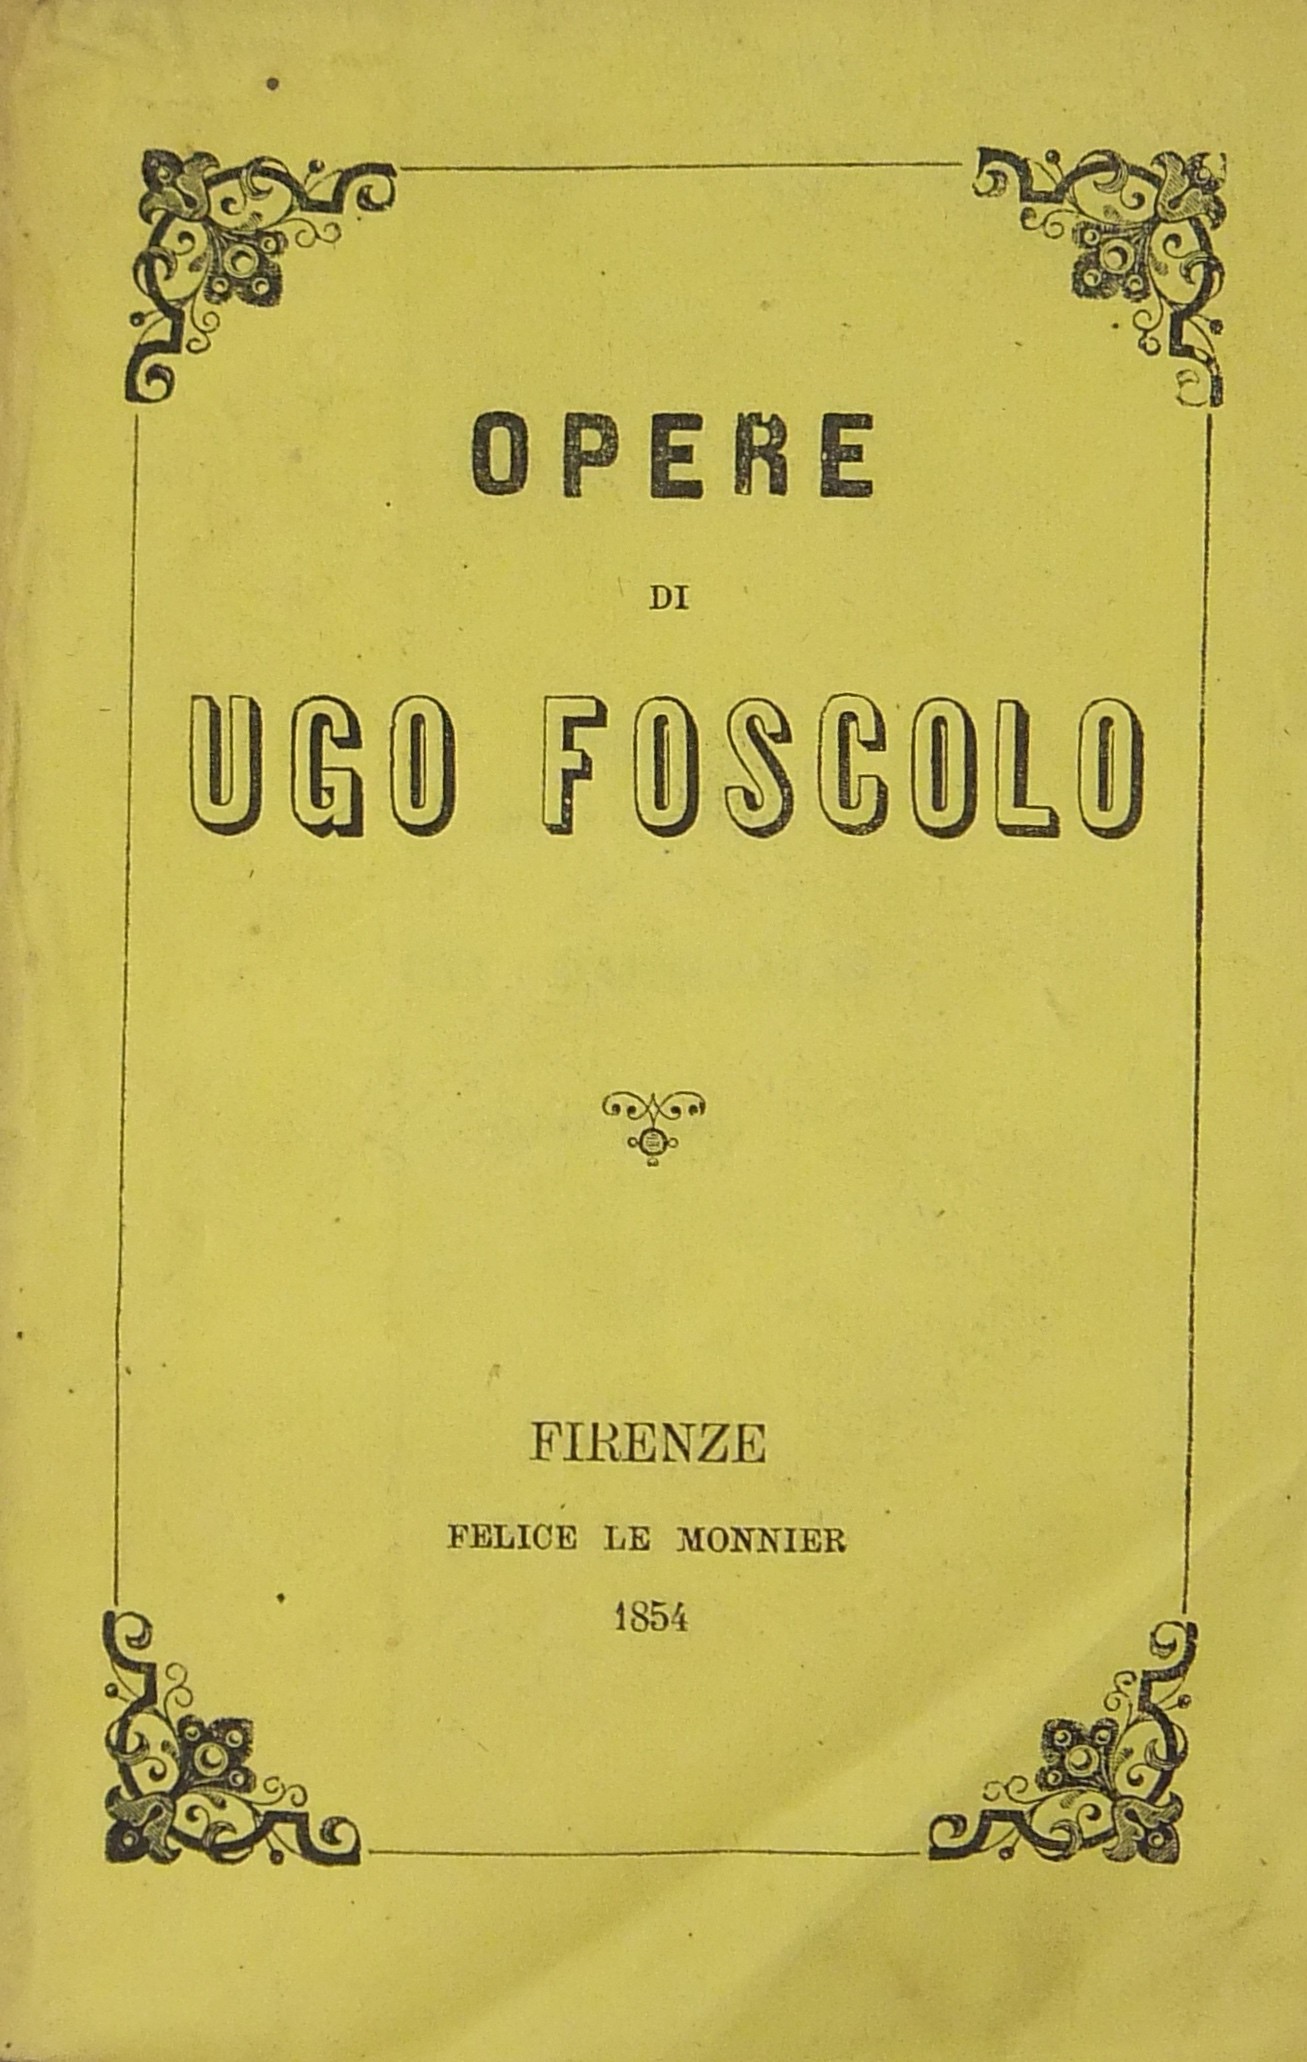 OPERE
DI
UGO FOSCOLO
FIRENZE
FELICE LE MONNIER
1854